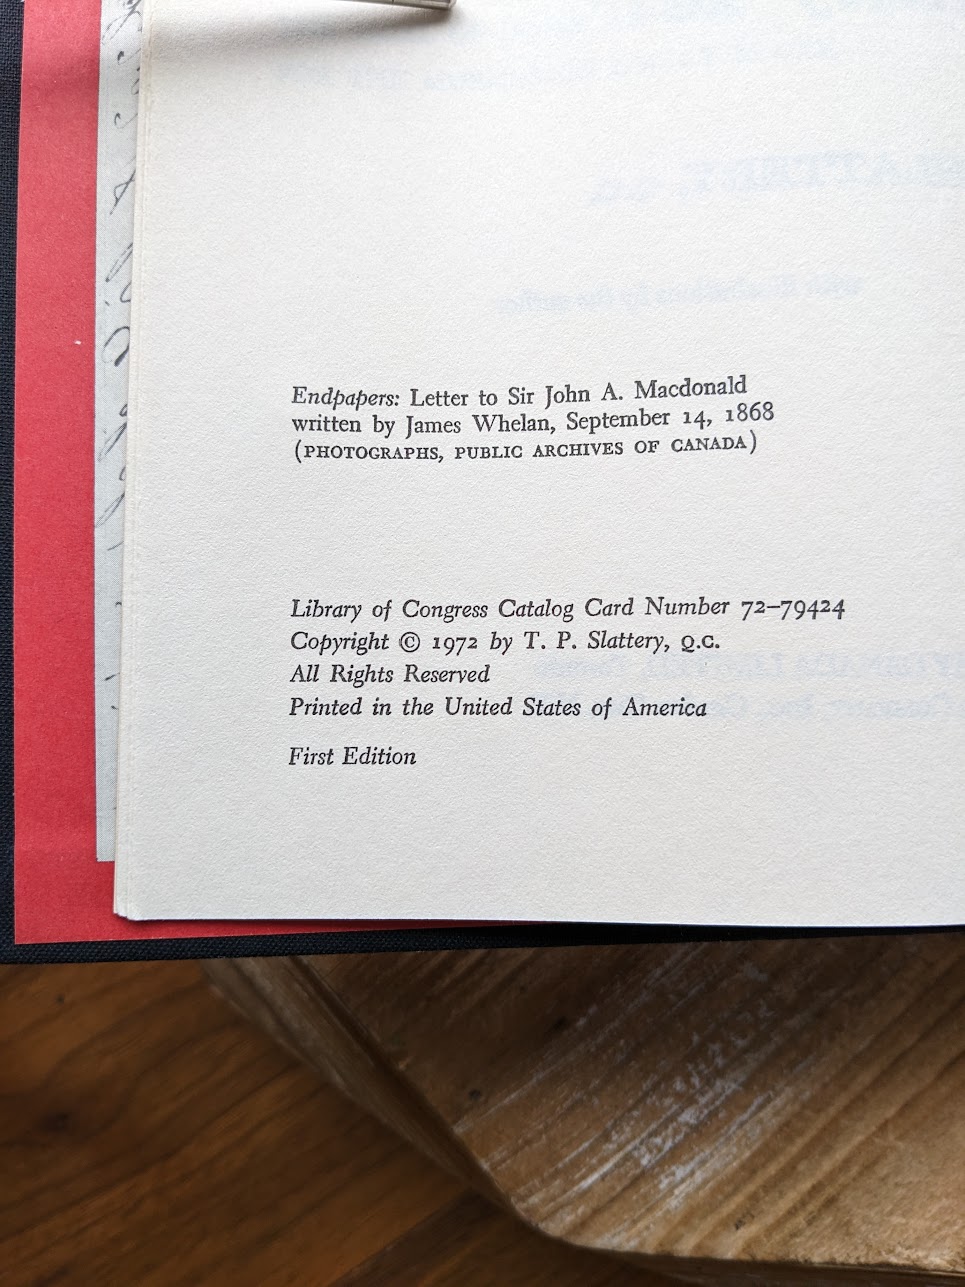 Endpapers: Letter to Sir John A. Macdonald
written by James Whelan, September 14, 1868
(PHOTOGRAPHS, PUBLIC ARCHIVES OF CANADA)
Library of Congress Catalog Card Number 72–79424
Copyright © 1972 by T. P. Slattery, Q.C.
All Rights Reserved
Printed in the United States of America
First Edition